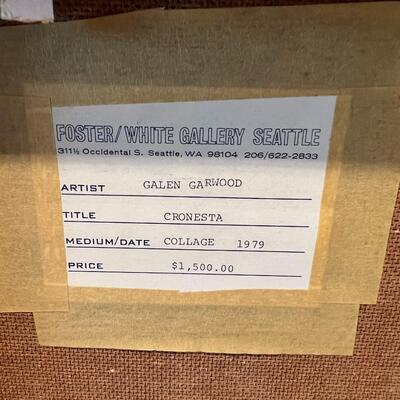 FOSTER/WHITE GALLERY SEATTLE
311½ Occidental S. Seattle, WA 98104 206/622-2833
ARTIST GALEN GARWOOD
TITLE CRONESTA
MEDIUM/DATE COLLAGE 1979
PRICE $1,500.00